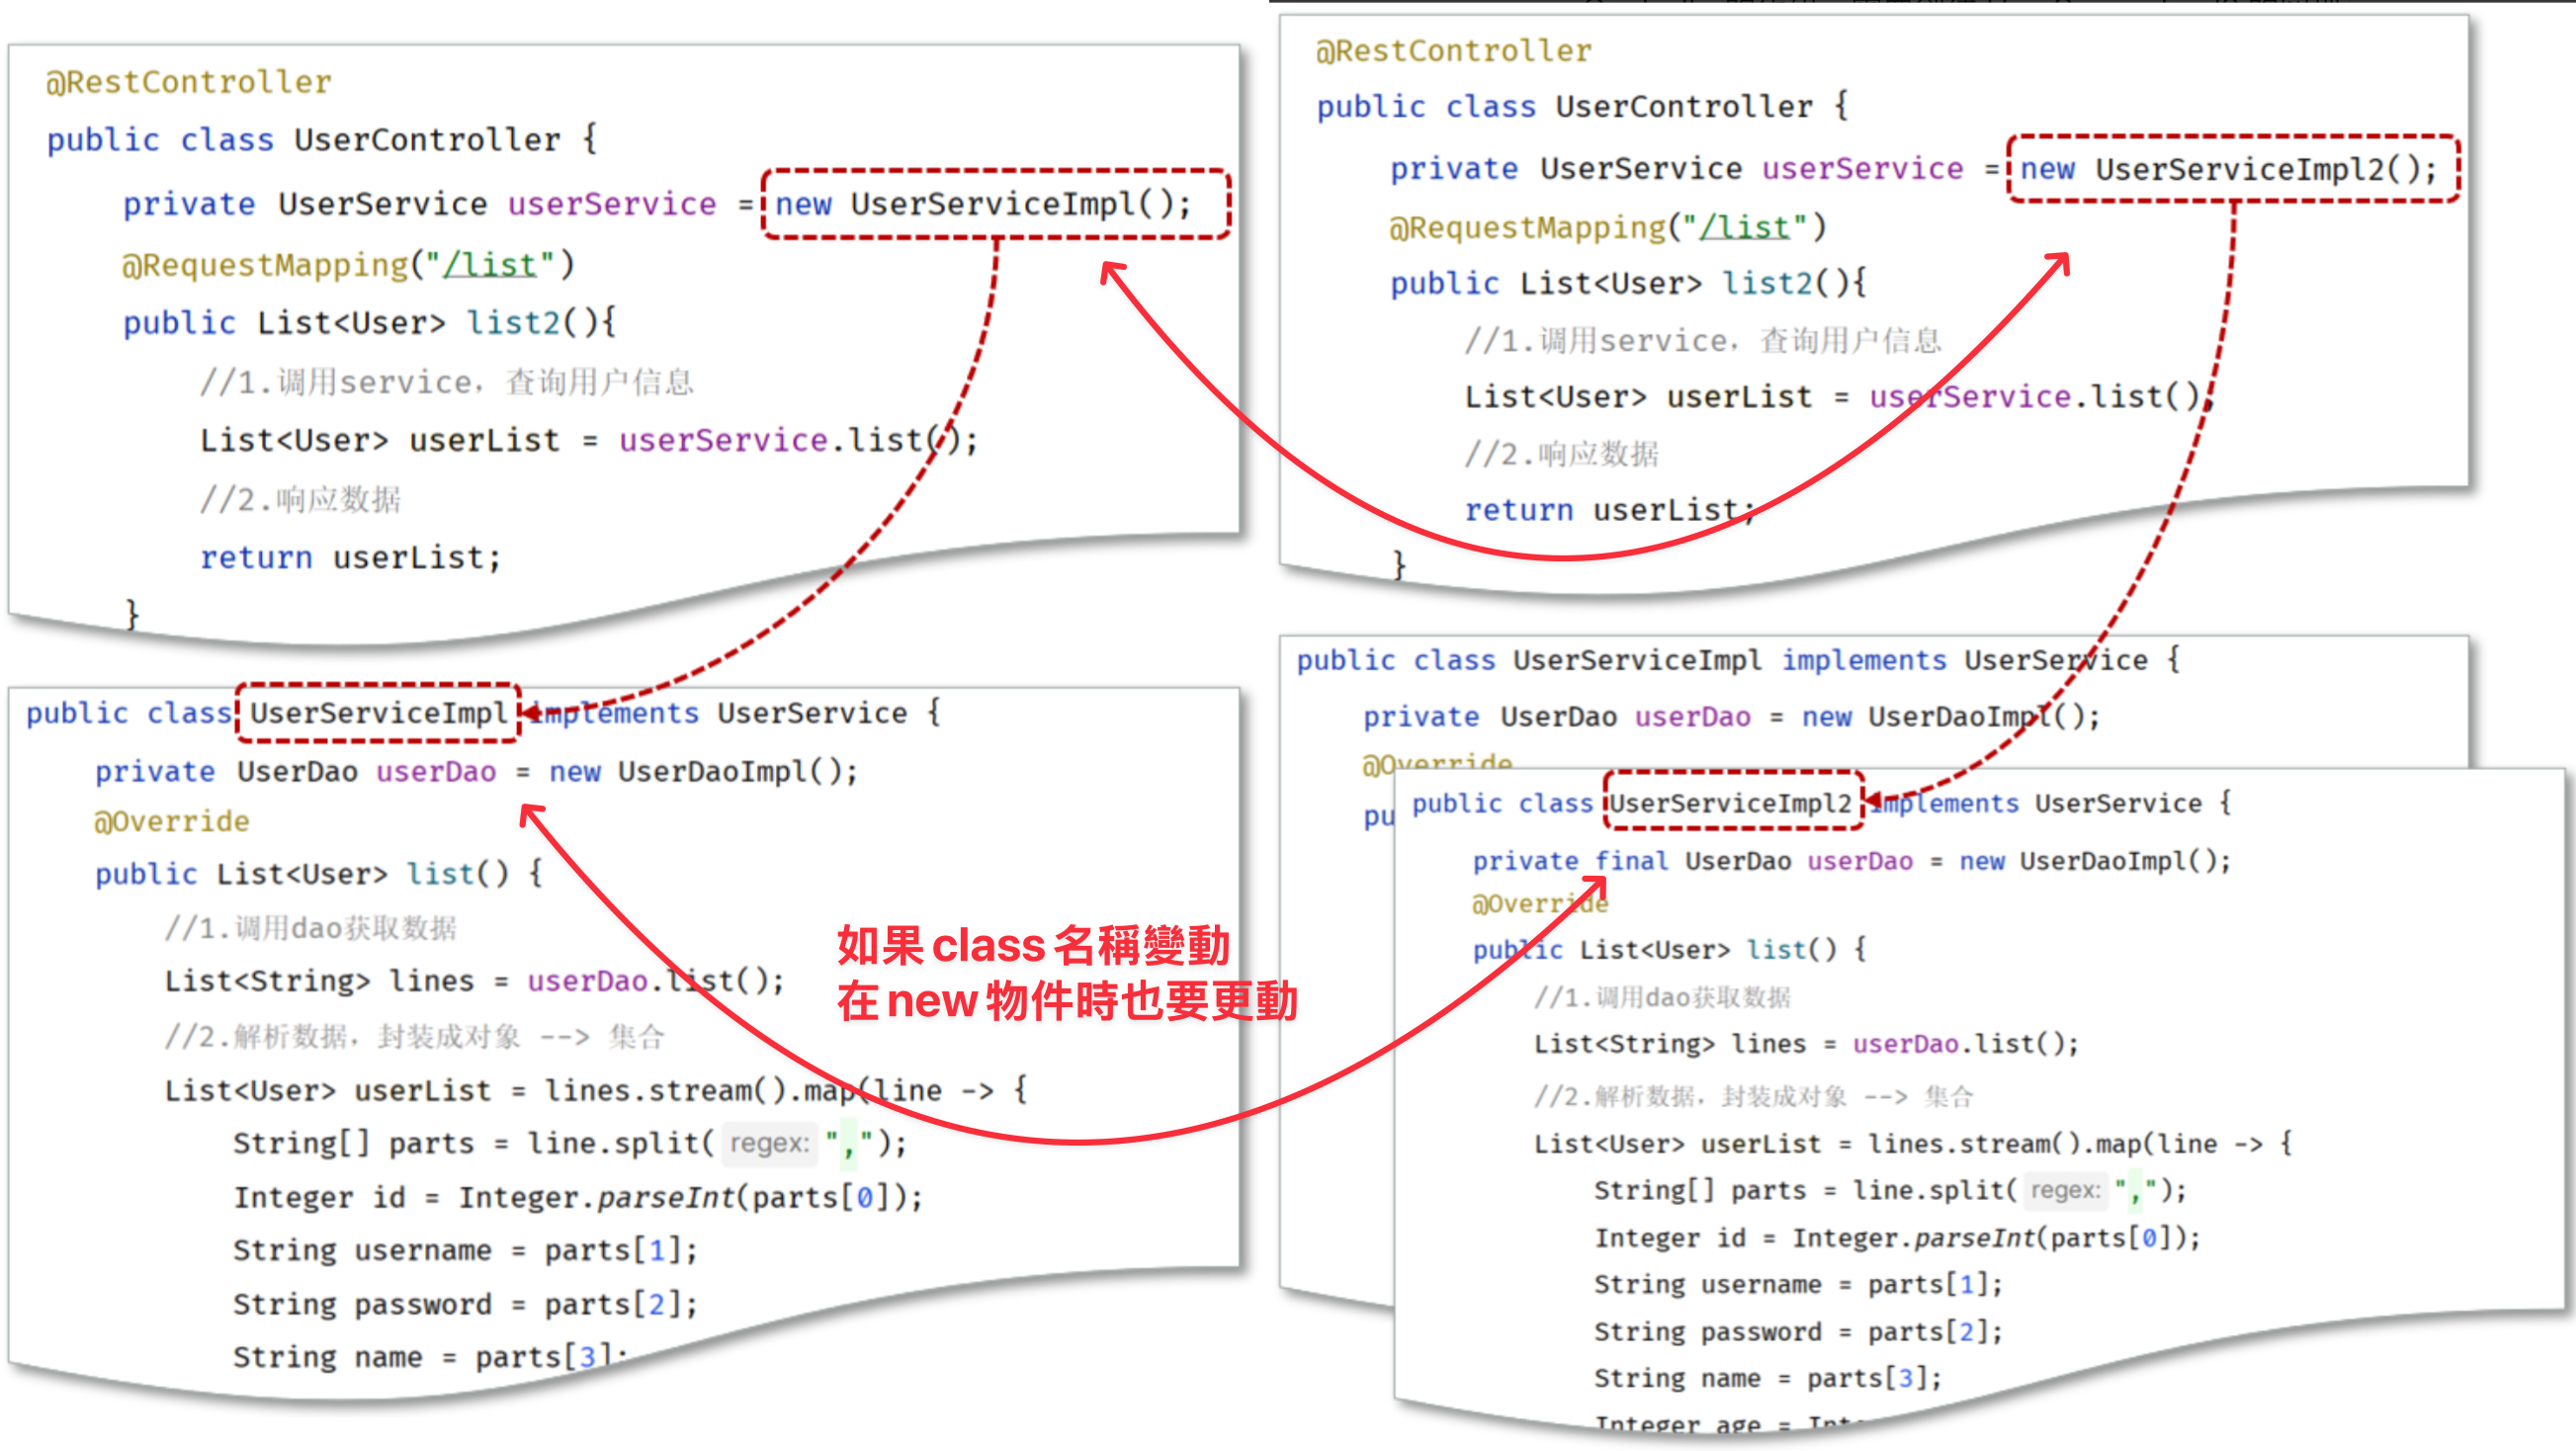 @RestController
public class UserController {
private UserService userService = new UserServiceImpl();
@RequestMapping("/list")
public List<User> list2(){
//1.调用service，查询用户信息
List<User> userList = userService.list();
//2.响应数据
return userList;
}
public class UserServiceImpl implements UserService {
private UserDao userDao = new UserDaoImpl();
@Override
public List<User> list() {
//1.调用dao获取数据
List<String> lines = userDao.list();
//2.解析数据，封装成对象 --> 集合
List<User> userList = lines.stream().map(line -> {
String[] parts = line.split( regex: ",");
Integer id = Integer.parseInt(parts[0]);
String username = parts[1];
String password = parts[2];
String name = parts[3];
如果 class 名稱變動
在 new 物件時也要更動
@RestController
public class UserController {
private UserService userService = new UserServiceImpl2();
@RequestMapping("/list")
public List<User> list2(){
//1.调用service，查询用户信息
List<User> userList = userService.list();
//2.响应数据
return userList;
}
public class UserServiceImpl implements UserService {
private UserDao userDao = new UserDaoImpl();
@Override
pu
public class UserServiceImpl2 implements UserService {
private final UserDao userDao = new UserDaoImpl();
@Override
public List<User> list() {
//1.调用dao获取数据
List<String> lines = userDao.list();
//2.解析数据，封装成对象 --> 集合
List<User> userList = lines.stream().map(line -> {
String[] parts = line.split( regex: ",");
Integer id = Integer.parseInt(parts[0]);
String username = parts[1];
String password = parts[2];
String name = parts[3];
Integer age =